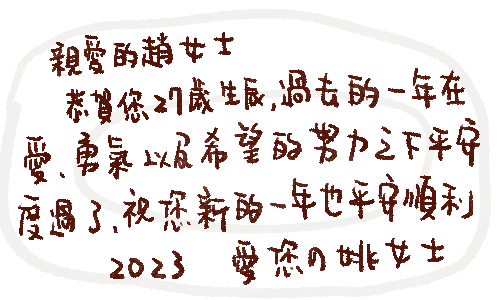 親愛的趙女士
恭賀您27歲生辰,過去的一年在
愛、勇氣以及希望的努力之下平安
度過了,祝您新的一年也平安順利
2023 愛您の姚女士